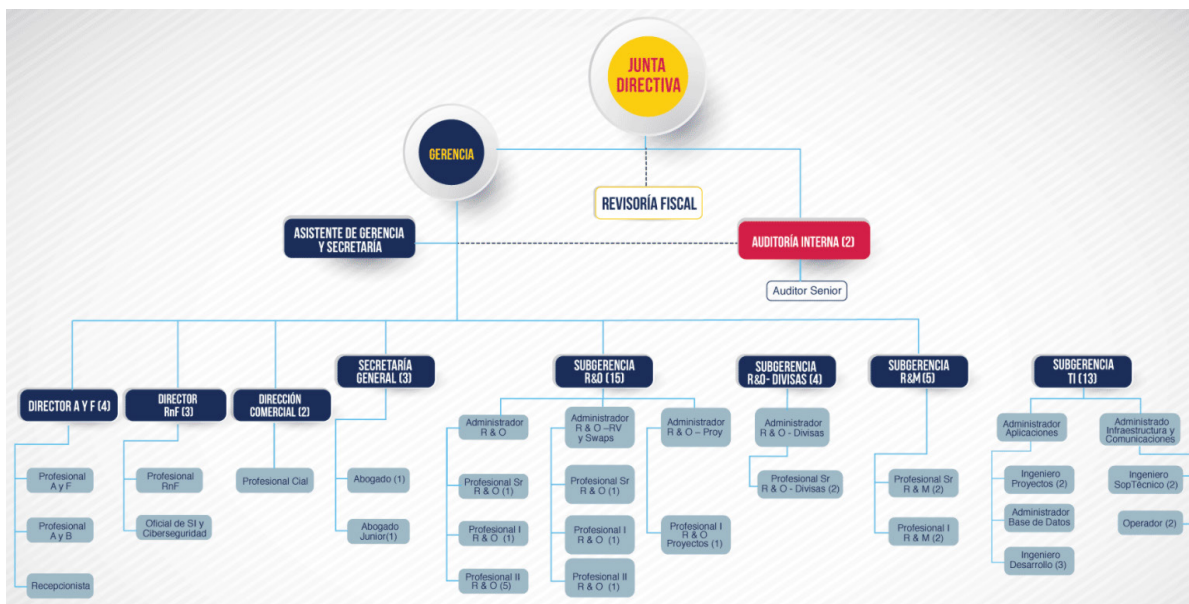 JUNTA
DIRECTIVA
GERENCIA
REVISORÍA FISCAL
ASISTENTE DE GERENCIA
Y SECRETARÍA
AUDITORÍA INTERNA (2)
Auditor Senior
DIRECTOR A Y F (4)
Profesional
A y F
Profesional
A y B
Recepcionista
DIRECTOR
RnF (3)
Profesional
RnF
Oficial de SI y
Ciberseguridad
DIRECCIÓN
COMERCIAL (2)
Profesional Cial
SECRETARÍA
GENERAL (3)
Abogado (1)
Abogado
Junior(1)
SUBGERENCIA
R&O (15)
Administrador
R & O
Profesional Sr
R & O (1)
Profesional I
R & O (1)
Profesional II
R & O (5)
Administrador
R & O –RV
y Swaps
Profesional Sr
R & O (1)
Profesional I
R & O (1)
Profesional II
R & O (1)
Administrador
R & O – Proy
Profesional I
R & O
Proyectos (1)
SUBGERENCIA
R&O- DIVISAS (4)
Administrador
R & O - Divisas
Profesional Sr
R & O - Divisas (2)
SUBGERENCIA
R&M (5)
Profesional Sr
R & M (2)
Profesional I
R & M (2)
SUBGERENCIA
TI (13)
Administrador
Aplicaciones
Ingeniero
Proyectos (2)
Administrador
Base de Datos
Ingeniero
Desarrollo (3)
Administrado
Infraestructura y
Comunicaciones
Ingeniero
SopTécnico (2)
Operador (2)